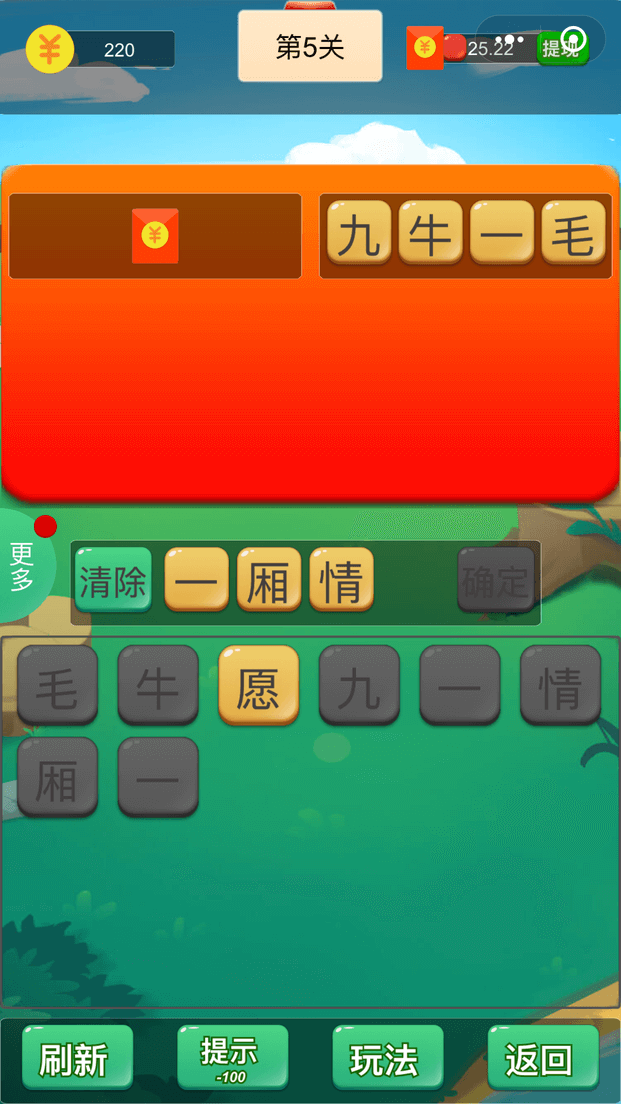 220
第5关
25.22
提现
九牛一毛
更多
清除
一厢情
确定
毛牛愿九一情
厢一
刷新
提示
-100
玩法
返回